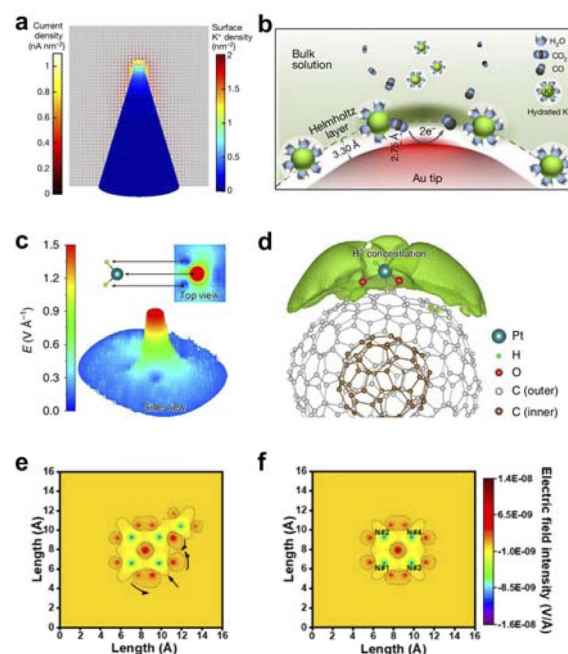 a
Current
density
(nA nm⁻²)
Surface
K⁺ density
(nm⁻²)
1
0.8
0.6
0.4
0.2
0
2
1.5
1
0.5
0
b
Bulk
solution
H₂O
CO₂
CO
Hydrated K
Helmholtz
layer
3.30 Å
2.76 Å
2e⁻
Au tip
c
E (V Å⁻¹)
1.5
1.2
0.9
0.6
0.3
0.0
Top view
Side view
d
H⁺ concentration
Pt
H
O
C (outer)
C (inner)
e
Length (Å)
16
14
12
10
8
6
4
2
0
0 2 4 6 8 10 12 14 16
Length (Å)
f
Length (Å)
16
14
12
10
8
6
4
2
0
N#2 N#4
N#1 N#3
0 2 4 6 8 10 12 14 16
Length (Å)
1.4E-08
6.5E-09
-1.0E-09
-8.5E-09
-1.6E-08
Electric field intensity (V/Å)